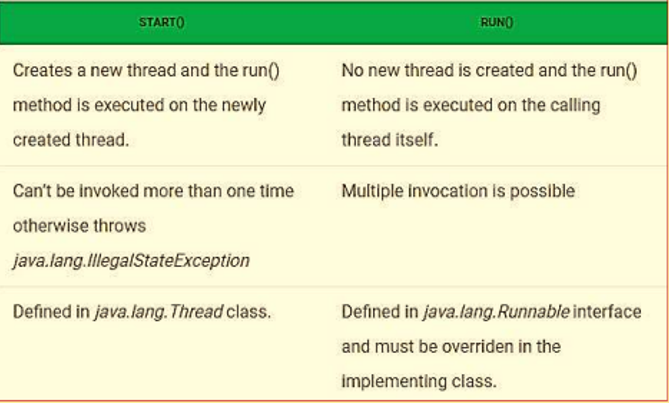 START() RUN()
Creates a new thread and the run()
method is executed on the newly
created thread.
No new thread is created and the run()
method is executed on the calling
thread itself.
Can't be invoked more than one time
otherwise throws
java.lang.IllegalStateException
Multiple invocation is possible
Defined in java.lang.Thread class.
Defined in java.lang.Runnable interface
and must be overriden in the
implementing class.